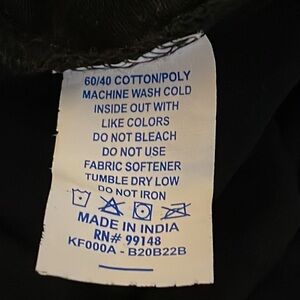 60/40 COTTON/POLY
MACHINE WASH COLD
INSIDE OUT WITH
LIKE COLORS
DO NOT BLEACH
DO NOT USE
FABRIC SOFTENER
TUMBLE DRY LOW
DO NOT IRON
MADE IN INDIA
RN# 99148
KF000A - B20B22B